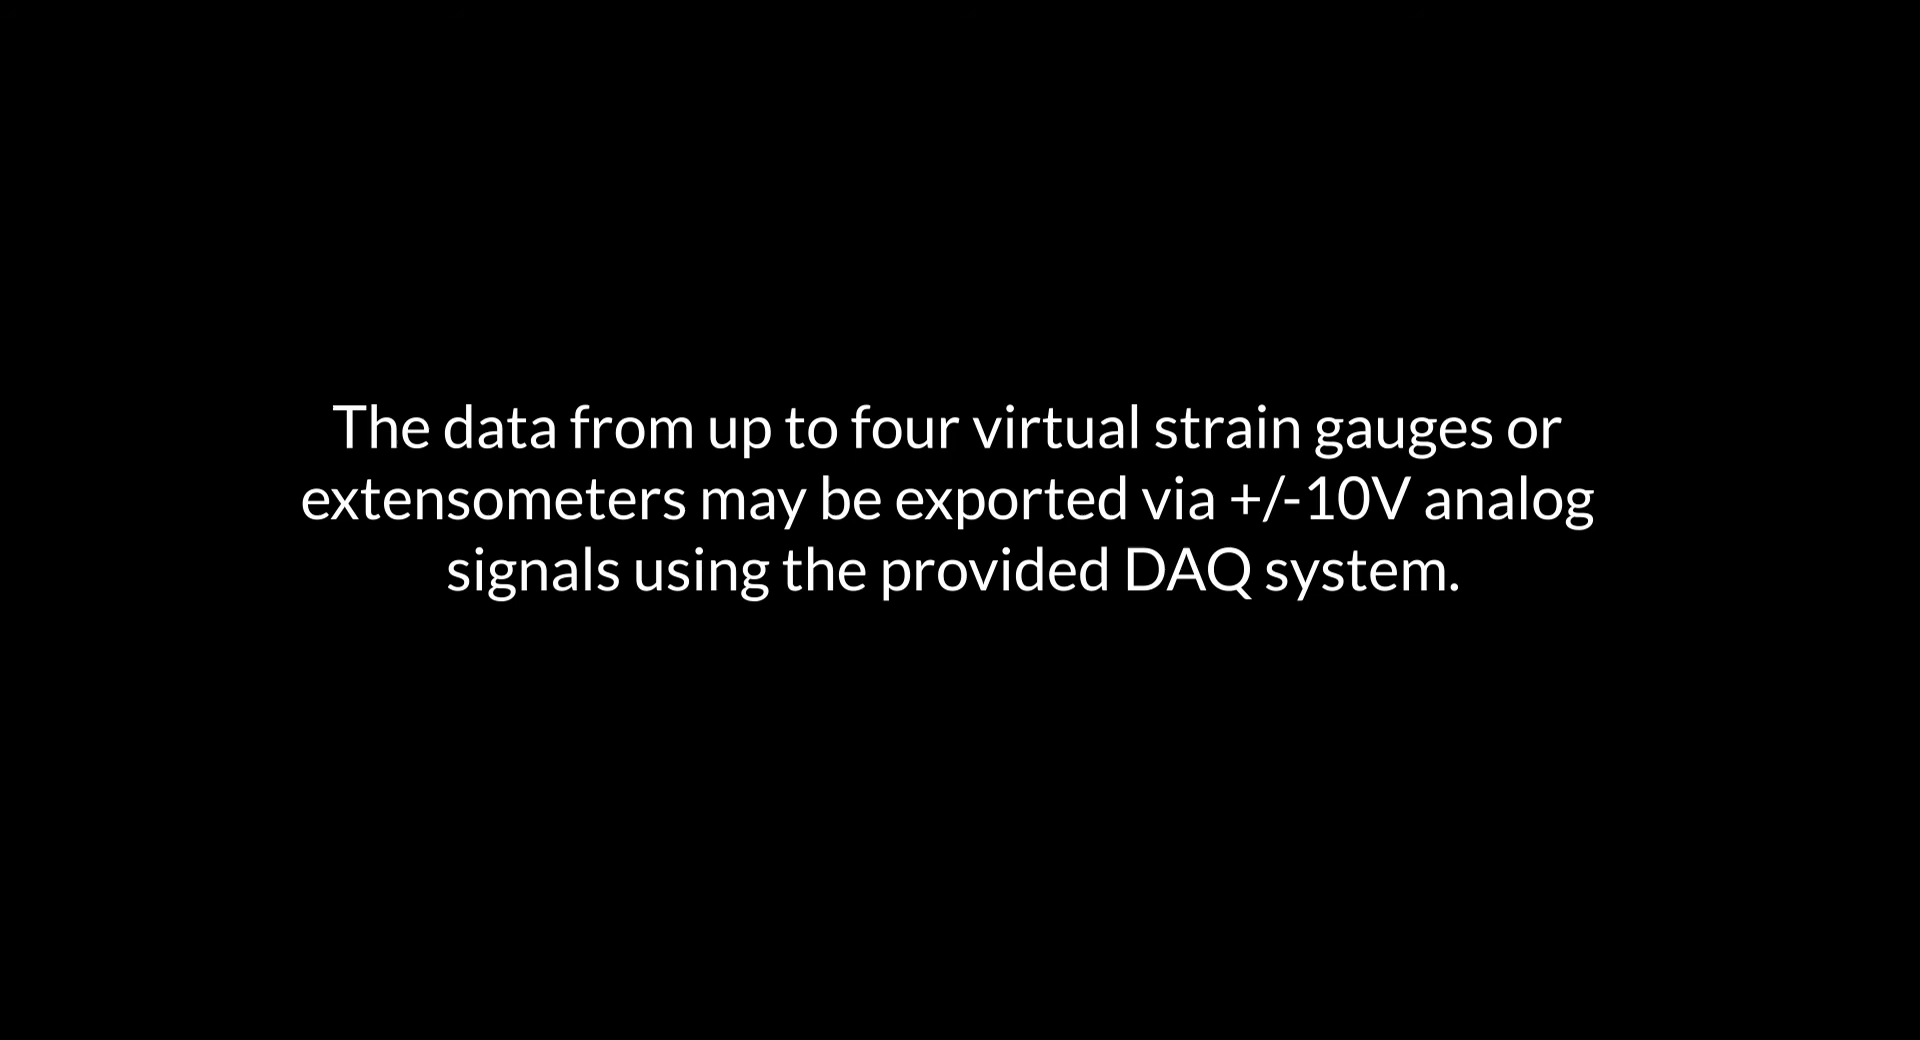 The data from up to four virtual strain gauges or
extensometers may be exported via +/-10V analog
signals using the provided DAQ system.